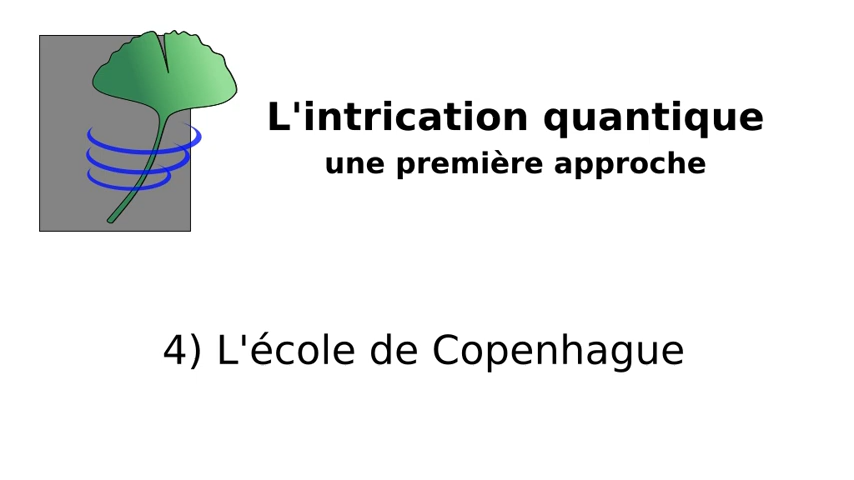 L'intrication quantique
une première approche
4) L'école de Copenhague